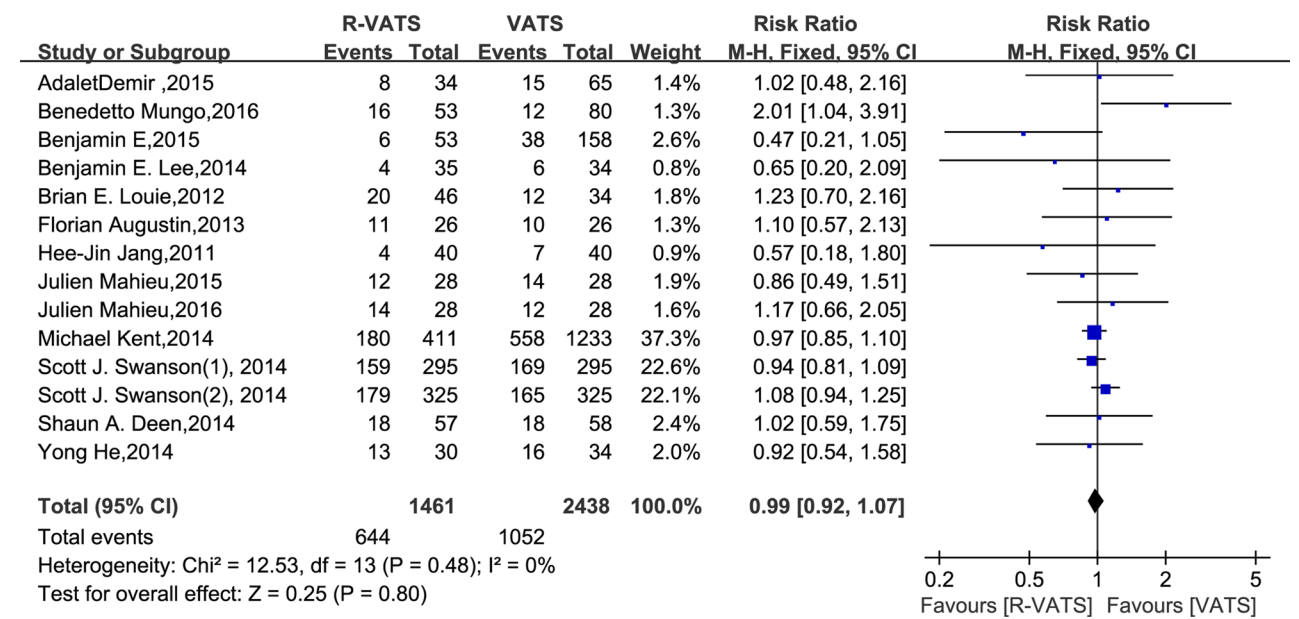 R-VATS VATS Risk Ratio Risk Ratio
Study or Subgroup Events Total Events Total Weight M-H, Fixed, 95% CI M-H, Fixed, 95% CI
AdaletDemir ,2015 8 34 15 65 1.4% 1.02 [0.48, 2.16]
Benedetto Mungo,2016 16 53 12 80 1.3% 2.01 [1.04, 3.91]
Benjamin E,2015 6 53 38 158 2.6% 0.47 [0.21, 1.05]
Benjamin E. Lee,2014 4 35 6 34 0.8% 0.65 [0.20, 2.09]
Brian E. Louie,2012 20 46 12 34 1.8% 1.23 [0.70, 2.16]
Florian Augustin,2013 11 26 10 26 1.3% 1.10 [0.57, 2.13]
Hee-Jin Jang,2011 4 40 7 40 0.9% 0.57 [0.18, 1.80]
Julien Mahieu,2015 12 28 14 28 1.9% 0.86 [0.49, 1.51]
Julien Mahieu,2016 14 28 12 28 1.6% 1.17 [0.66, 2.05]
Michael Kent,2014 180 411 558 1233 37.3% 0.97 [0.85, 1.10]
Scott J. Swanson(1), 2014 159 295 169 295 22.6% 0.94 [0.81, 1.09]
Scott J. Swanson(2), 2014 179 325 165 325 22.1% 1.08 [0.94, 1.25]
Shaun A. Deen,2014 18 57 18 58 2.4% 1.02 [0.59, 1.75]
Yong He,2014 13 30 16 34 2.0% 0.92 [0.54, 1.58]
Total (95% CI) 1461 2438 100.0% 0.99 [0.92, 1.07]
Total events 644 1052
Heterogeneity: Chi² = 12.53, df = 13 (P = 0.48); I² = 0%
Test for overall effect: Z = 0.25 (P = 0.80)
0.2 0.5 1 2 5
Favours [R-VATS] Favours [VATS]